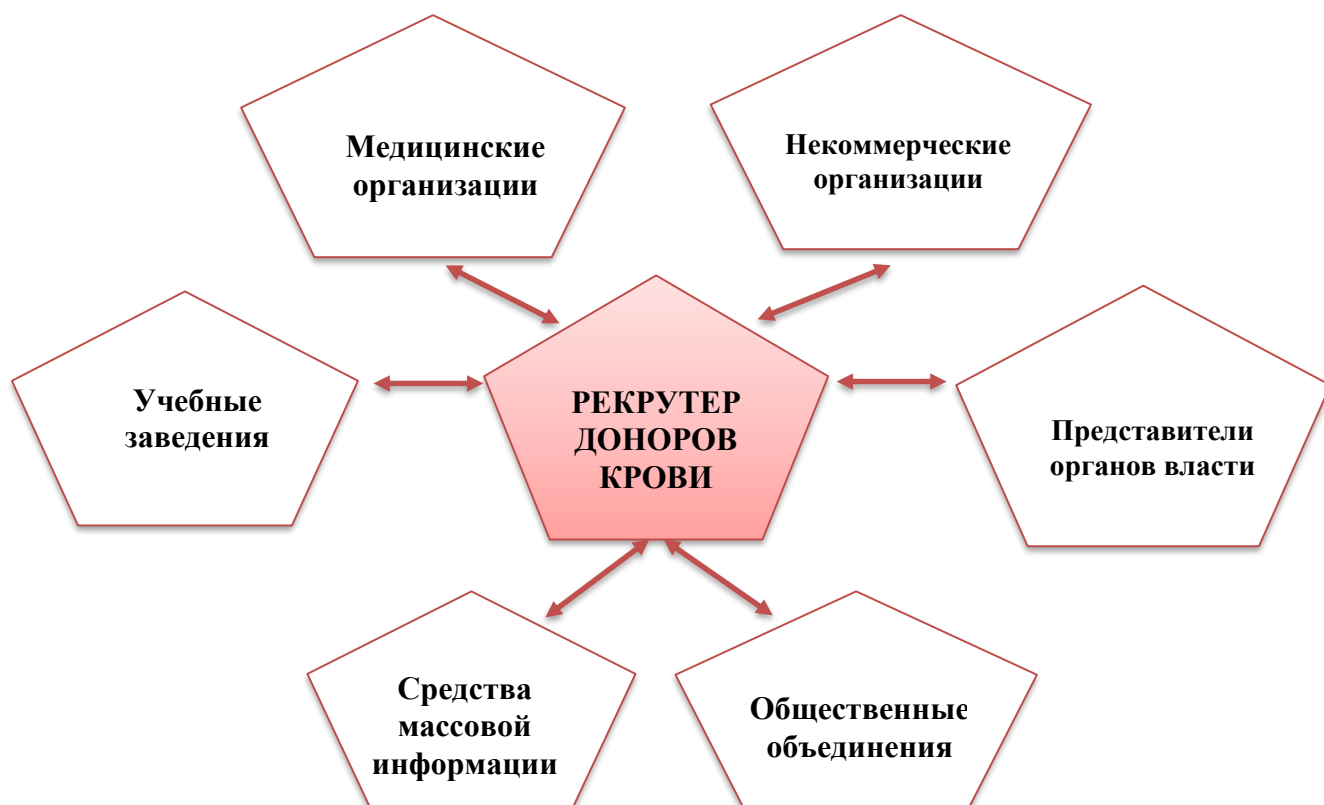 Медицинские
организации
Некоммерческие
организации
Учебные
заведения
РЕКРУТЕР
ДОНОРОВ
КРОВИ
Представители
органов власти
Средства
массовой
информации
Общественные
объединения